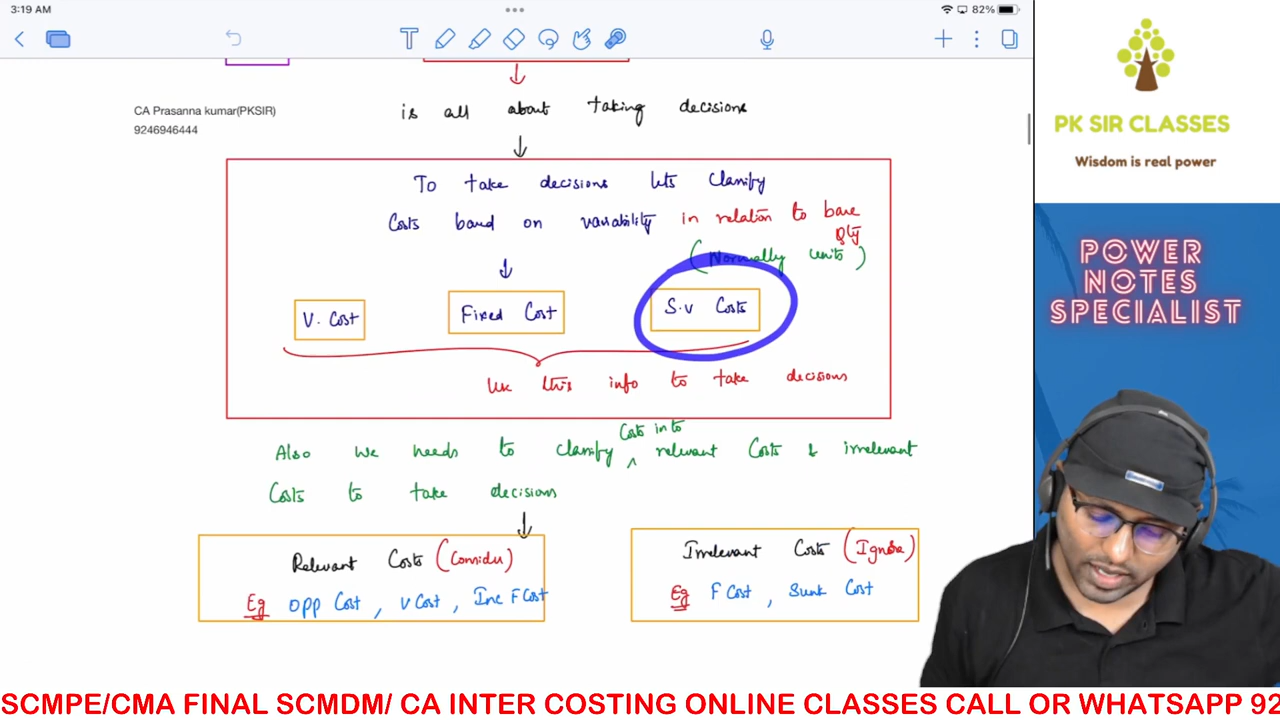 3:19 AM
82%
T
CA Prasanna kumar(PKSIR)
9246946444
is all about taking decisions
To take decisions lets Classify
Costs based on variability in relation to base
Qty
(Normally units)
V. Cost
Fixed Cost
S.V Costs
Use this info to take decisions
Costs into
Also we needs to classify ^ relevant Costs & irrelevant
Costs to take decisions
Relevant Costs (Consider)
Eg Opp Cost, V Cost, Inc F Cost
Irrelevant Costs (Ignore)
Eg F Cost, Sunk Cost
PK SIR CLASSES
Wisdom is real power
POWER
NOTES
SPECIALIST
SCMPE/CMA FINAL SCMDM/ CA INTER COSTING ONLINE CLASSES CALL OR WHATSAPP 92